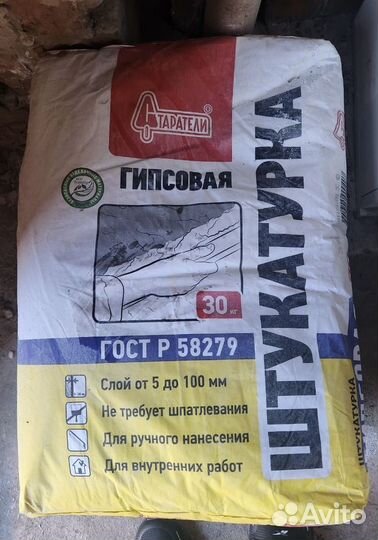 СТАРАТЕЛИ®
ГИПСОВАЯ
ШТУКАТУРКА
30 кг
ГОСТ Р 58279
Слой от 5 до 100 мм
Не требует шпатлевания
Для ручного нанесения
Для внутренних работ
ШТУКАТУРКА
Avito